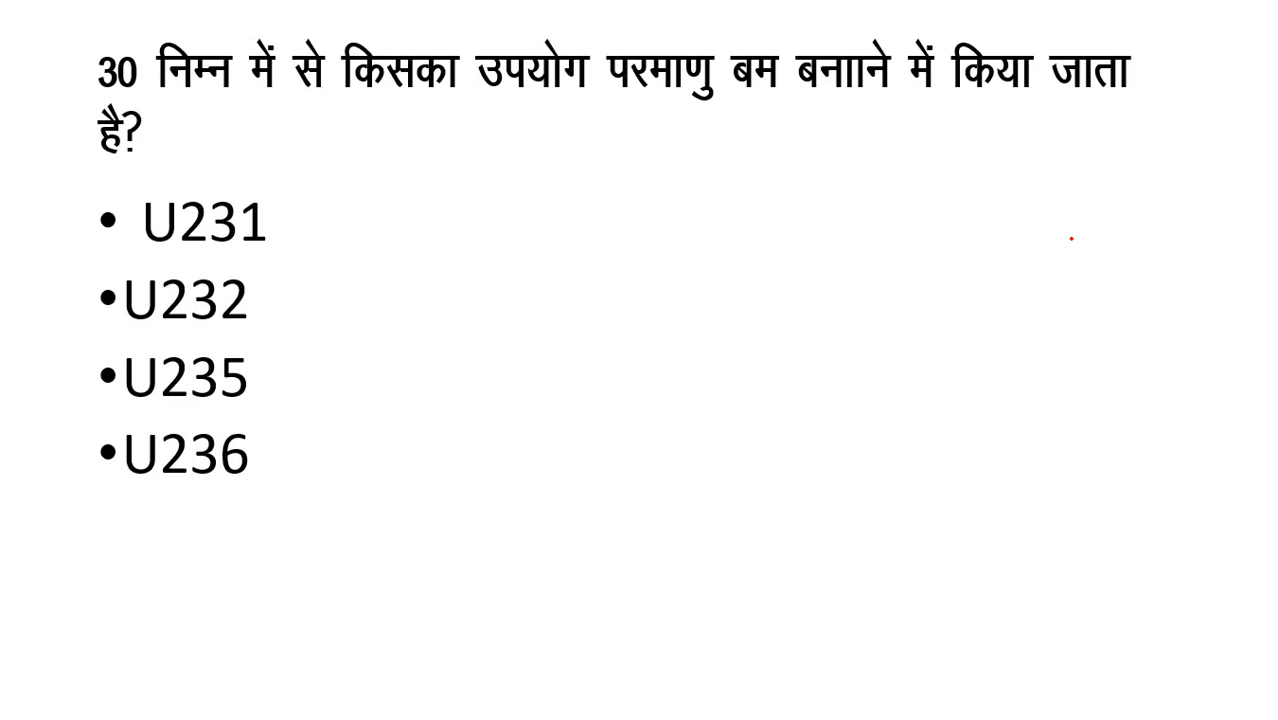 30 निम्न में से किसका उपयोग परमाणु बम बनााने में किया जाता
है?
• U231
•U232
•U235
•U236